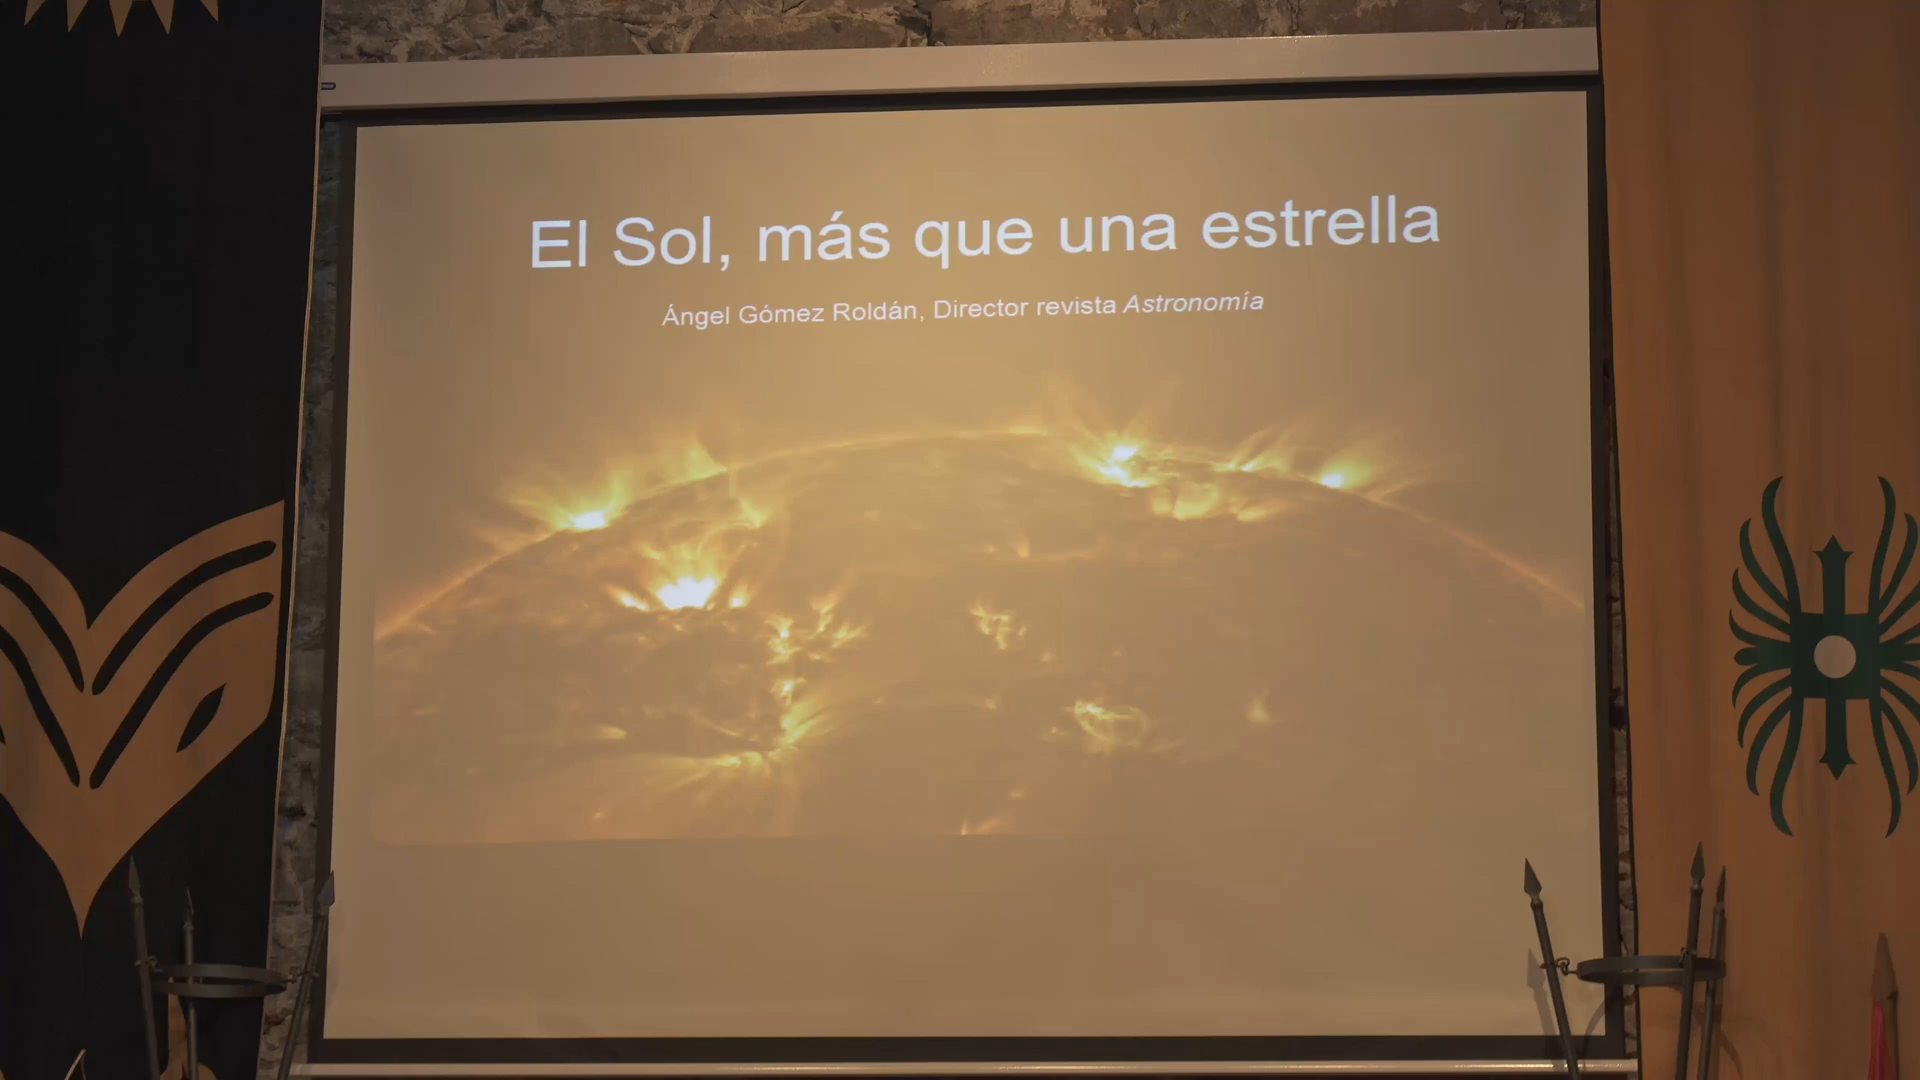 El Sol, más que una estrella
Ángel Gómez Roldán, Director revista Astronomía